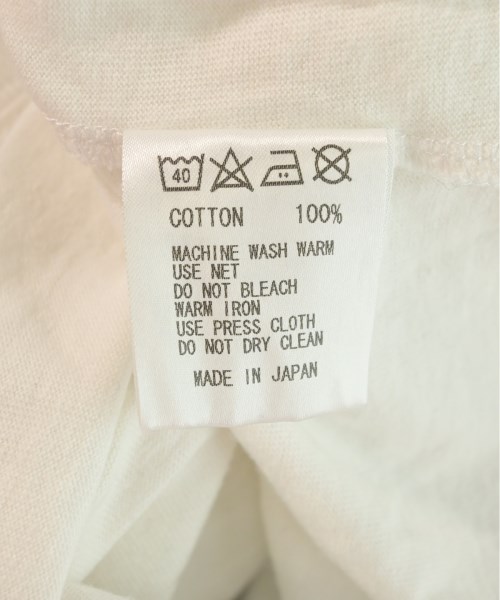 40
COTTON 100%
MACHINE WASH WARM
USE NET
DO NOT BLEACH
WARM IRON
USE PRESS CLOTH
DO NOT DRY CLEAN
MADE IN JAPAN